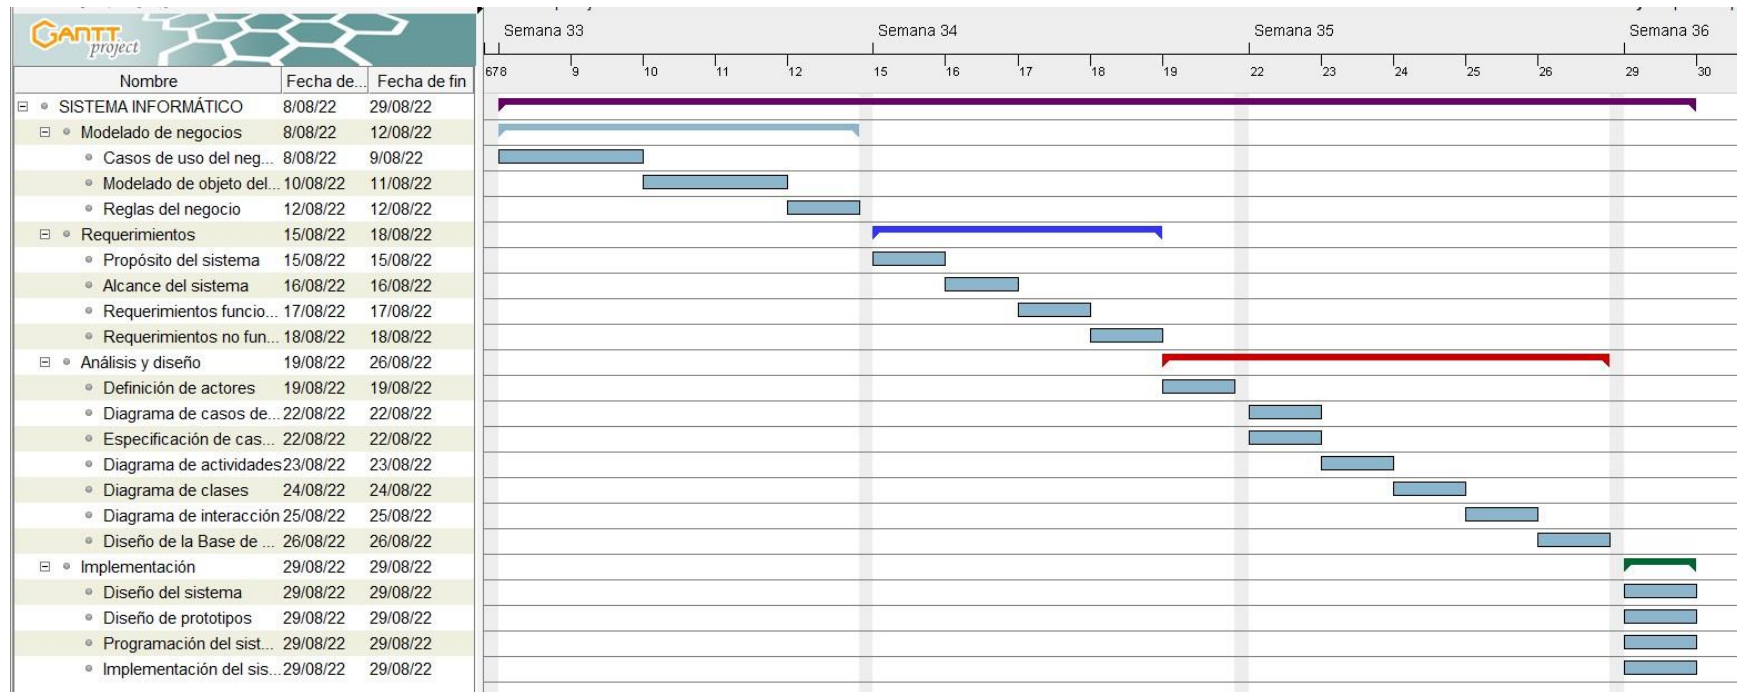 GANTT
project
Semana 33 Semana 34 Semana 35 Semana 36
678 9 10 11 12 15 16 17 18 19 22 23 24 25 26 29 30
Nombre Fecha de... Fecha de fin
SISTEMA INFORMÁTICO 8/08/22 29/08/22
Modelado de negocios 8/08/22 12/08/22
Casos de uso del neg... 8/08/22 9/08/22
Modelado de objeto del... 10/08/22 11/08/22
Reglas del negocio 12/08/22 12/08/22
Requerimientos 15/08/22 18/08/22
Propósito del sistema 15/08/22 15/08/22
Alcance del sistema 16/08/22 16/08/22
Requerimientos funcio... 17/08/22 17/08/22
Requerimientos no fun... 18/08/22 18/08/22
Análisis y diseño 19/08/22 26/08/22
Definición de actores 19/08/22 19/08/22
Diagrama de casos de... 22/08/22 22/08/22
Especificación de cas... 22/08/22 22/08/22
Diagrama de actividades 23/08/22 23/08/22
Diagrama de clases 24/08/22 24/08/22
Diagrama de interacción 25/08/22 25/08/22
Diseño de la Base de ... 26/08/22 26/08/22
Implementación 29/08/22 29/08/22
Diseño del sistema 29/08/22 29/08/22
Diseño de prototipos 29/08/22 29/08/22
Programación del sist... 29/08/22 29/08/22
Implementación del sis... 29/08/22 29/08/22